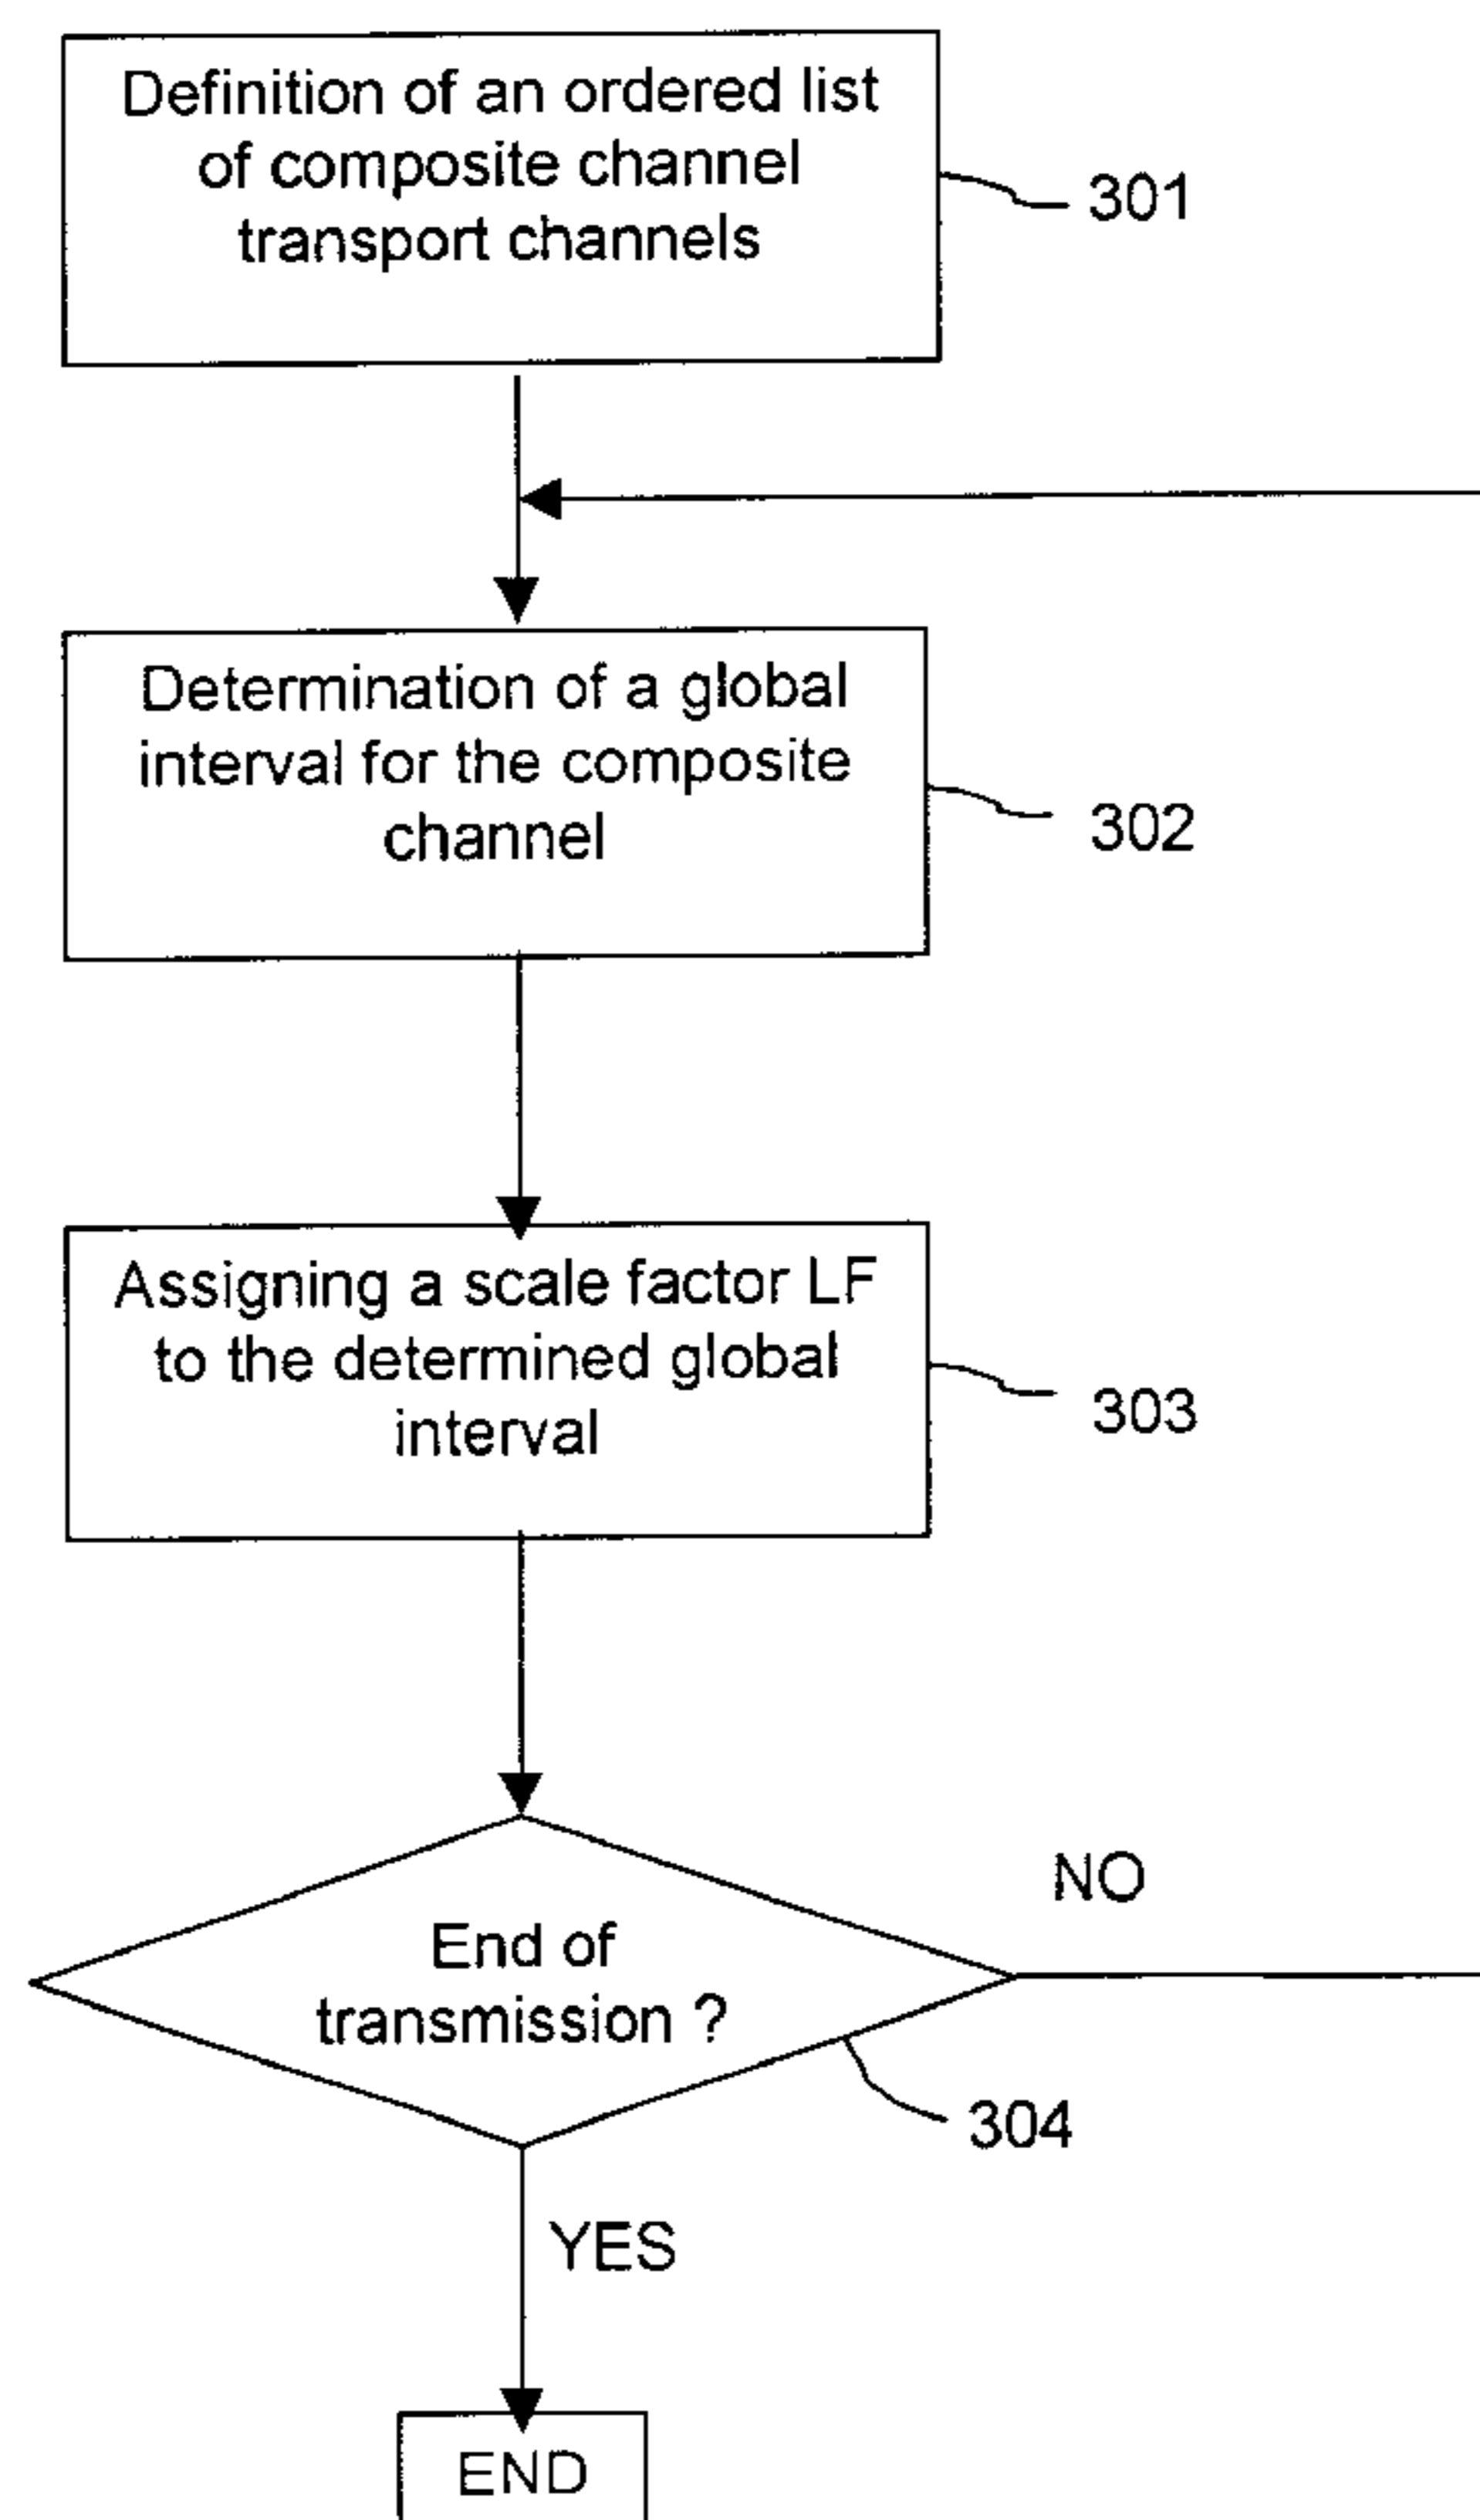 Definition of an ordered list
of composite channel
transport channels
301
Determination of a global
interval for the composite
channel
302
Assigning a scale factor LF
to the determined global
interval
303
NO
End of
transmission ?
304
YES
END